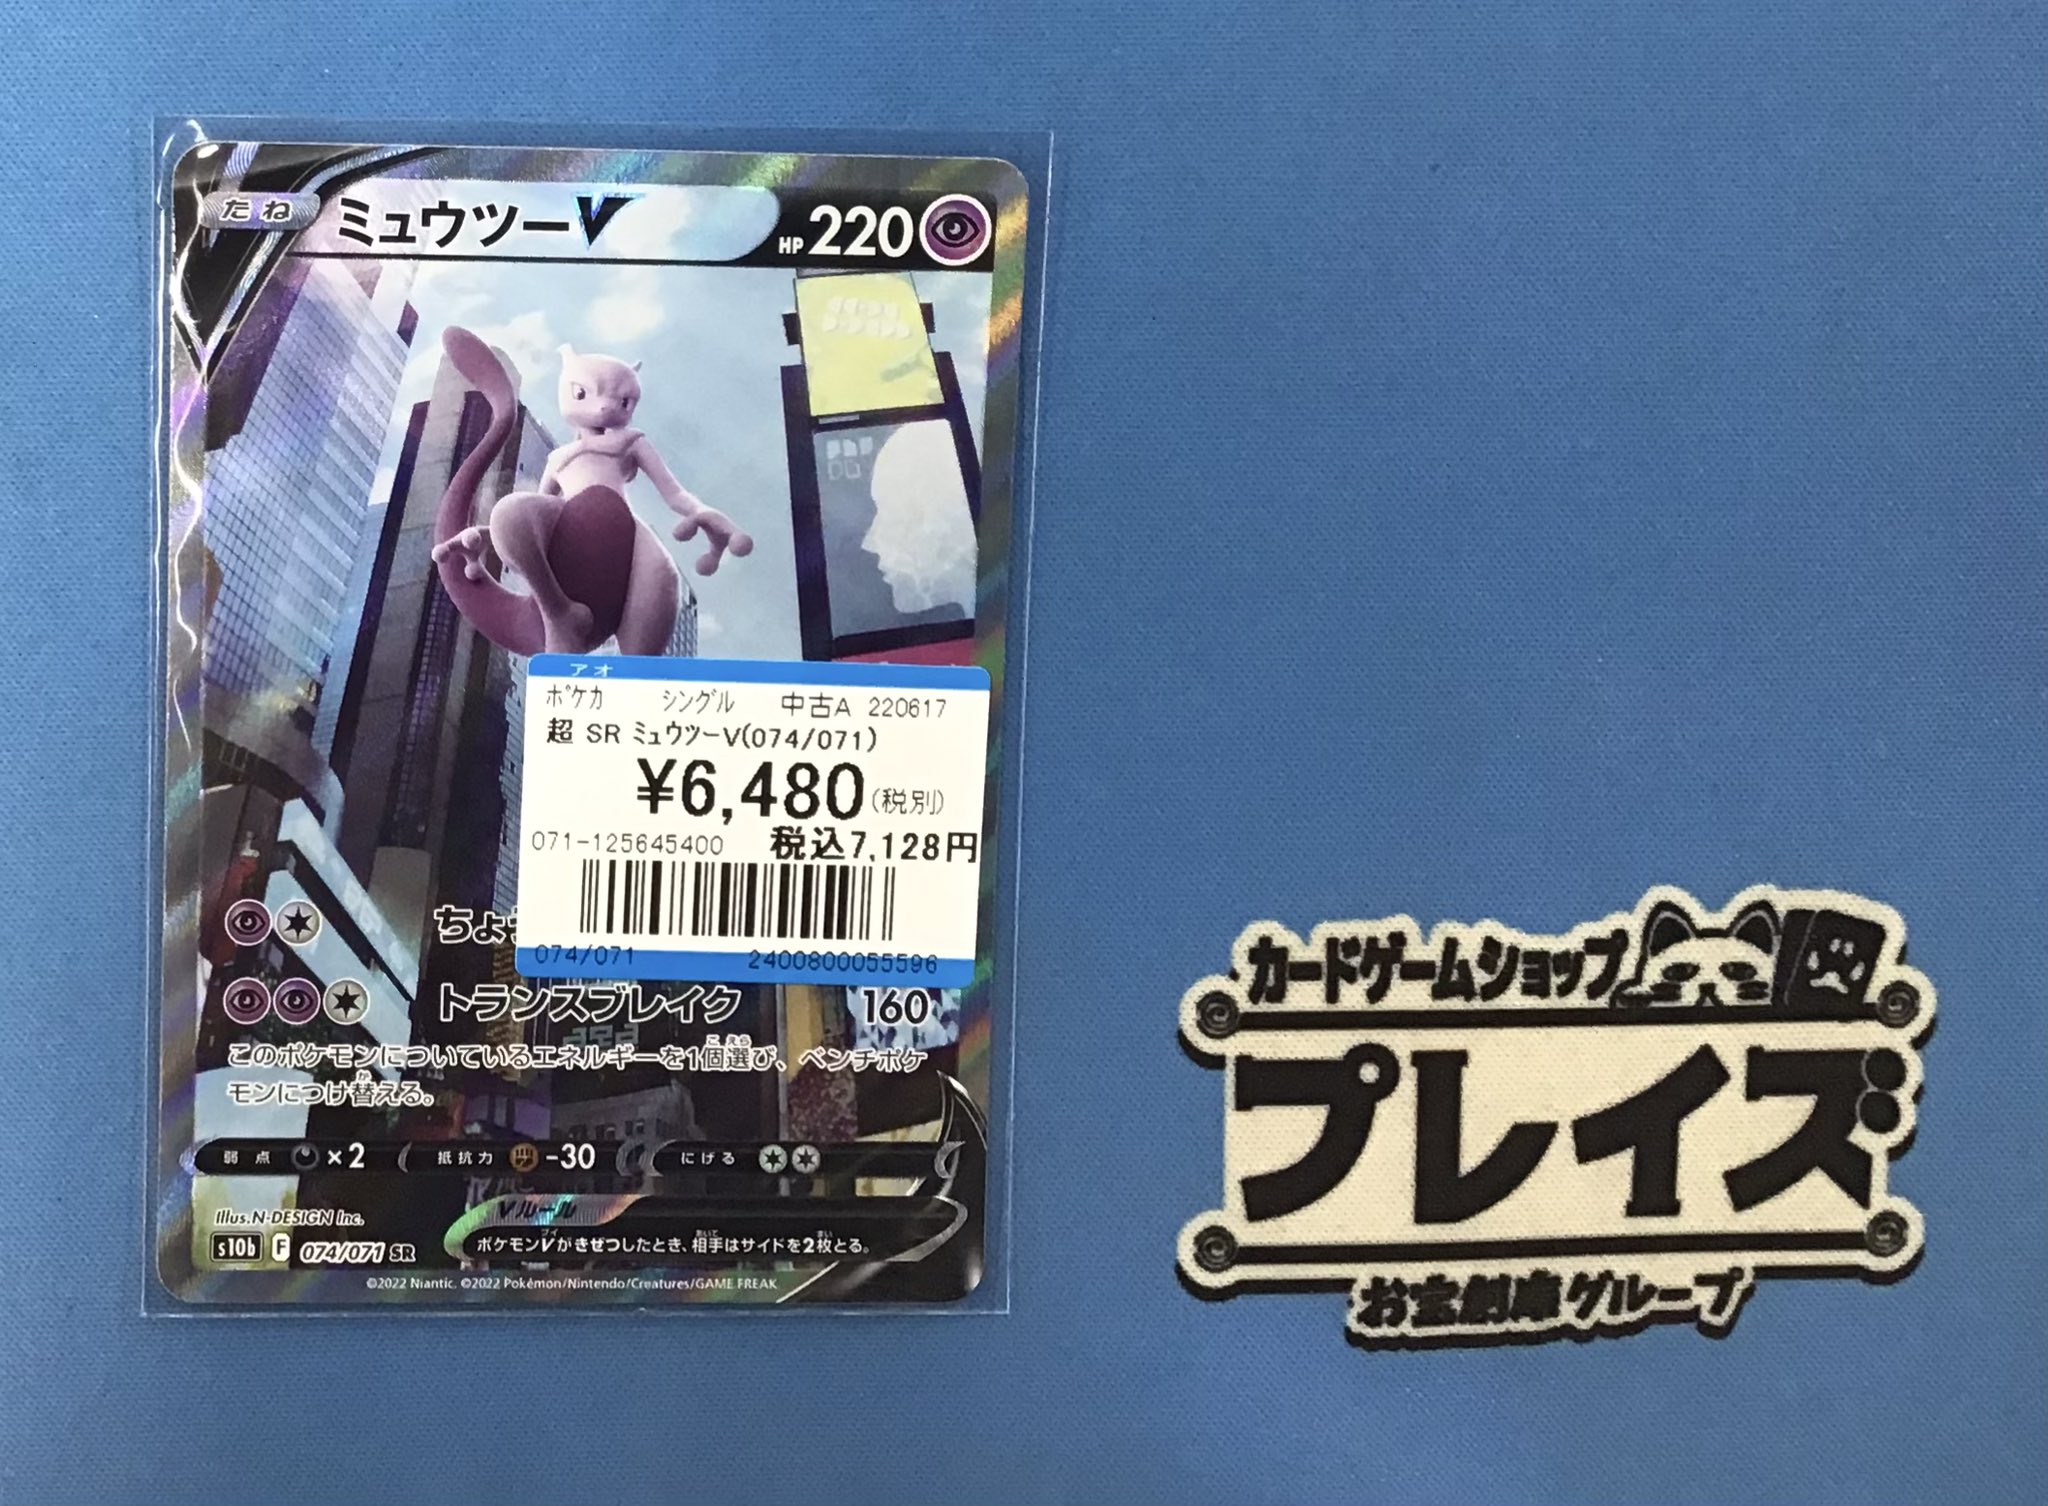 たね ミュウツーV HP 220
アオ
ポケカ シングル 中古A 220617
超 SR ミュウツーV(074/071)
¥6,480(税別)
071-125645400 税込7,128円
074/071 2400800055596
ちょ
トランスブレイク 160
このポケモンについているエネルギーを1個選び、ベンチポケ
モンにつけ替える。
弱点 ×2 抵抗力 -30 にげる
Vルール
ポケモンVがきぜつしたとき、相手はサイドを2枚とる。
Illus.N-DESIGN Inc.
s10b F 074/071 SR
©2022 Niantic. ©2022 Pokémon/Nintendo/Creatures/GAME FREAK
カードゲームショップ
プレイズ
お宝創庫グループ